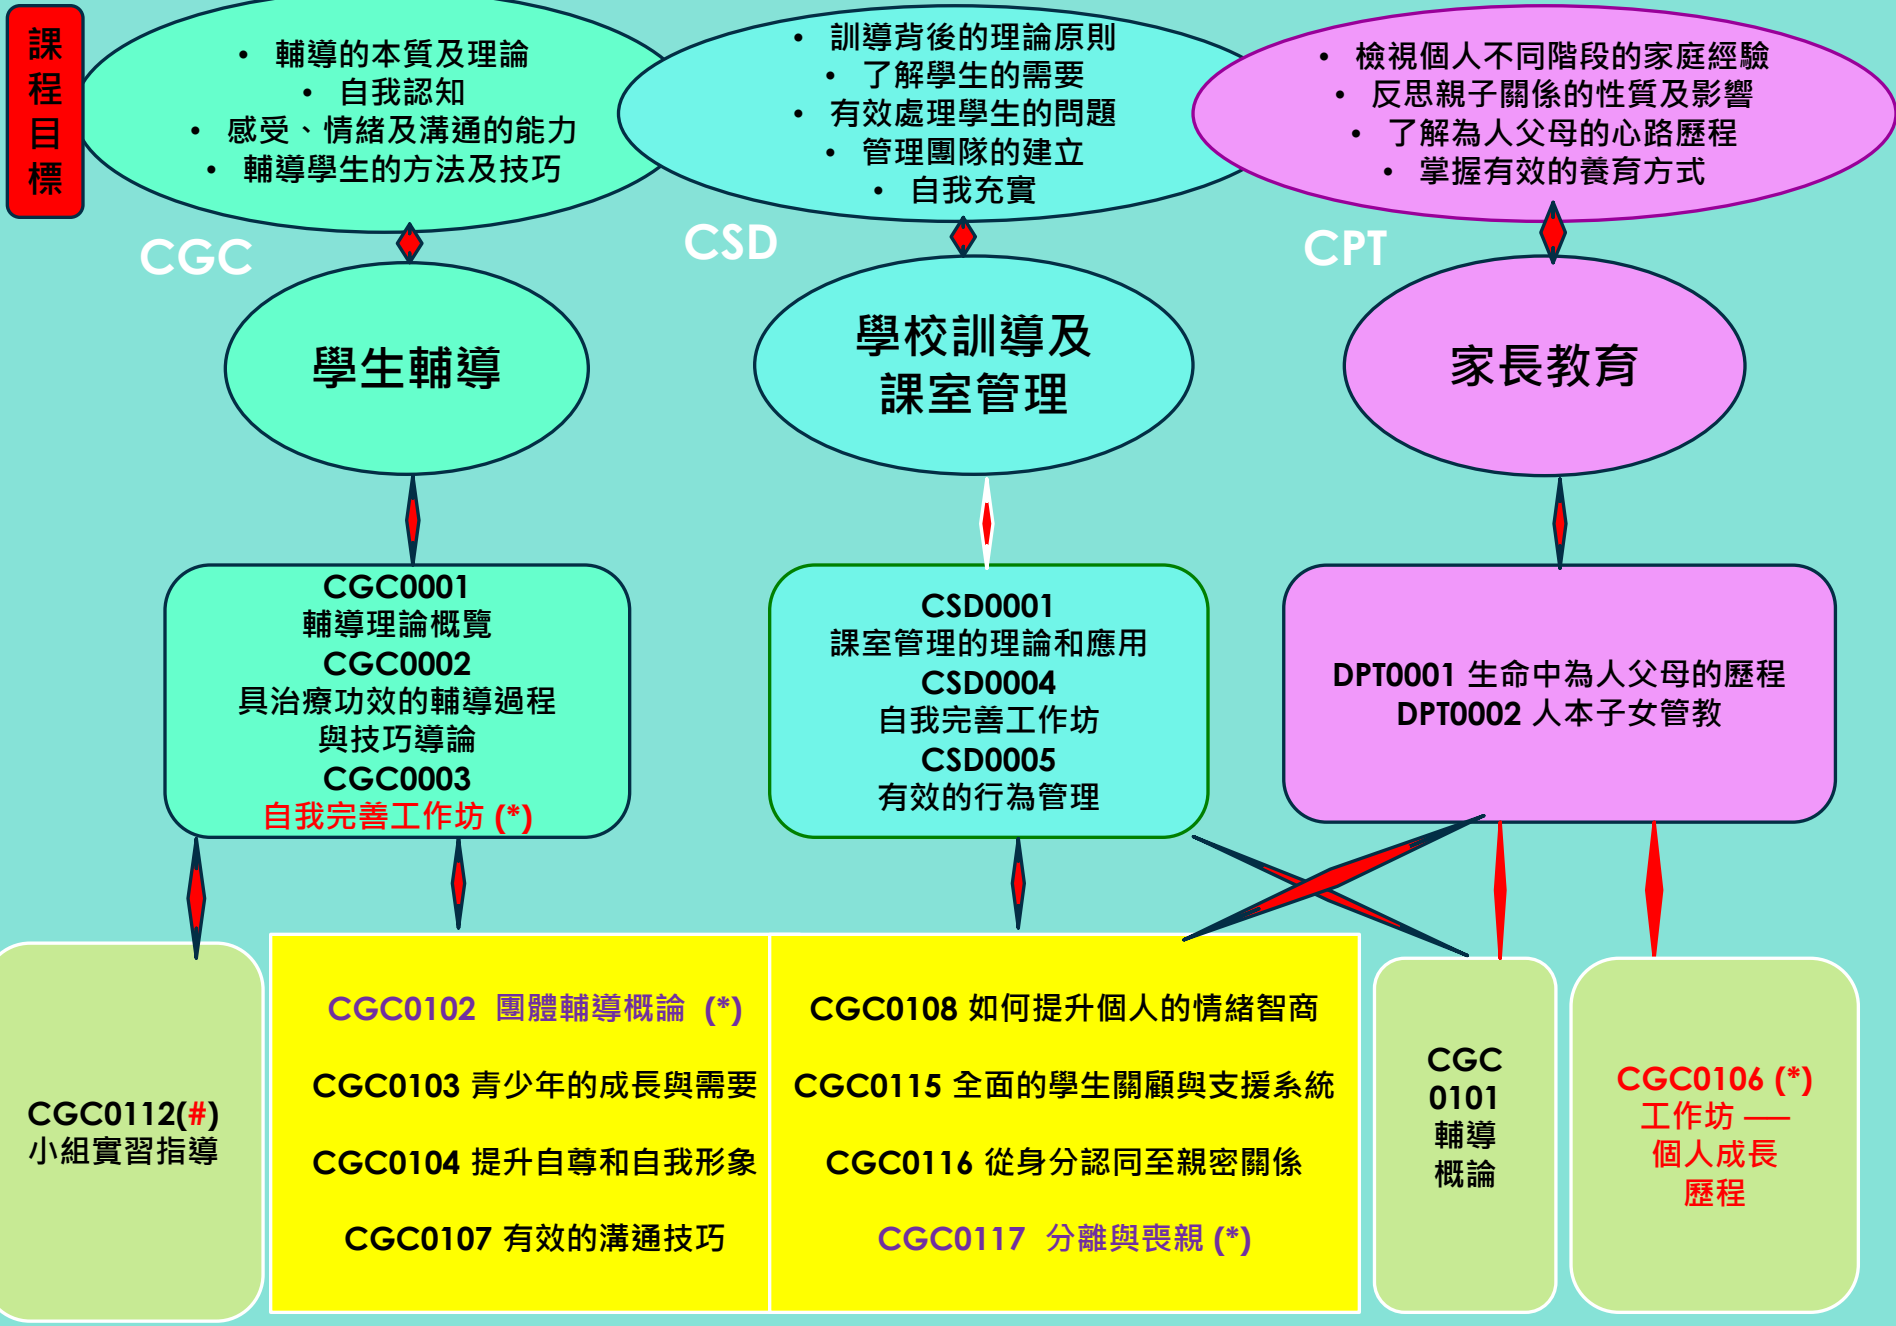 課
程
目
標
• 輔導的本質及理論
• 自我認知
• 感受、情緒及溝通的能力
• 輔導學生的方法及技巧
• 訓導背後的理論原則
• 了解學生的需要
• 有效處理學生的問題
• 管理團隊的建立
• 自我充實
• 檢視個人不同階段的家庭經驗
• 反思親子關係的性質及影響
• 了解為人父母的心路歷程
• 掌握有效的養育方式
CGC
CSD
CPT
學生輔導
學校訓導及
課室管理
家長教育
CGC0001
輔導理論概覽
CGC0002
具治療功效的輔導過程
與技巧導論
CGC0003
自我完善工作坊 (*)
CSD0001
課室管理的理論和應用
CSD0004
自我完善工作坊
CSD0005
有效的行為管理
DPT0001 生命中為人父母的歷程
DPT0002 人本子女管教
CGC0112(#)
小組實習指導
CGC0102 團體輔導概論 (*)
CGC0103 青少年的成長與需要
CGC0104 提升自尊和自我形象
CGC0107 有效的溝通技巧
CGC0108 如何提升個人的情緒智商
CGC0115 全面的學生關顧與支援系統
CGC0116 從身分認同至親密關係
CGC0117 分離與喪親 (*)
CGC
0101
輔導
概論
CGC0106 (*)
工作坊 —–
個人成長
歷程